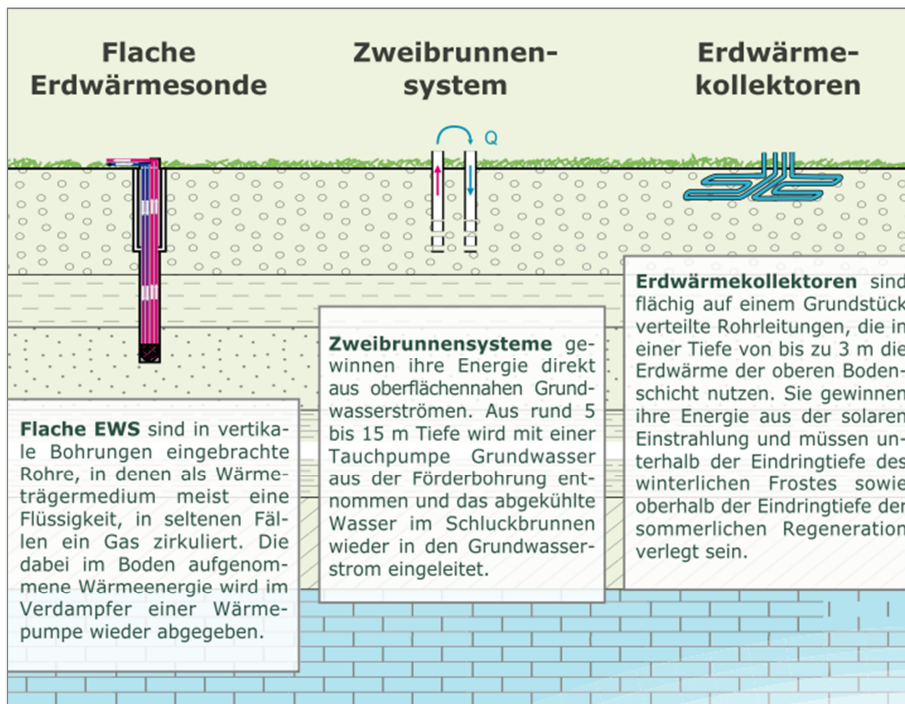 Flache
Erdwärmesonde
Zweibrunnen-
system
Erdwärme-
kollektoren
Q
Flache EWS sind in vertika-
le Bohrungen eingebrachte
Rohre, in denen als Wärme-
trägermedium meist eine
Flüssigkeit, in seltenen Fäl-
len ein Gas zirkuliert. Die
dabei im Boden aufgenom-
mene Wärmeenergie wird im
Verdampfer einer Wärme-
pumpe wieder abgegeben.
Zweibrunnensysteme ge-
winnen ihre Energie direkt
aus oberflächennahen Grund-
wasserströmen. Aus rund 5
bis 15 m Tiefe wird mit einer
Tauchpumpe Grundwasser
aus der Förderbohrung ent-
nommen und das abgekühlte
Wasser im Schluckbrunnen
wieder in den Grundwasser-
strom eingeleitet.
Erdwärmekollektoren sind
flächig auf einem Grundstück
verteilte Rohrleitungen, die in
einer Tiefe von bis zu 3 m die
Erdwärme der oberen Boden-
schicht nutzen. Sie gewinnen
ihre Energie aus der solaren
Einstrahlung und müssen un-
terhalb der Eindringtiefe des
winterlichen Frostes sowie
oberhalb der Eindringtiefe der
sommerlichen Regeneration
verlegt sein.